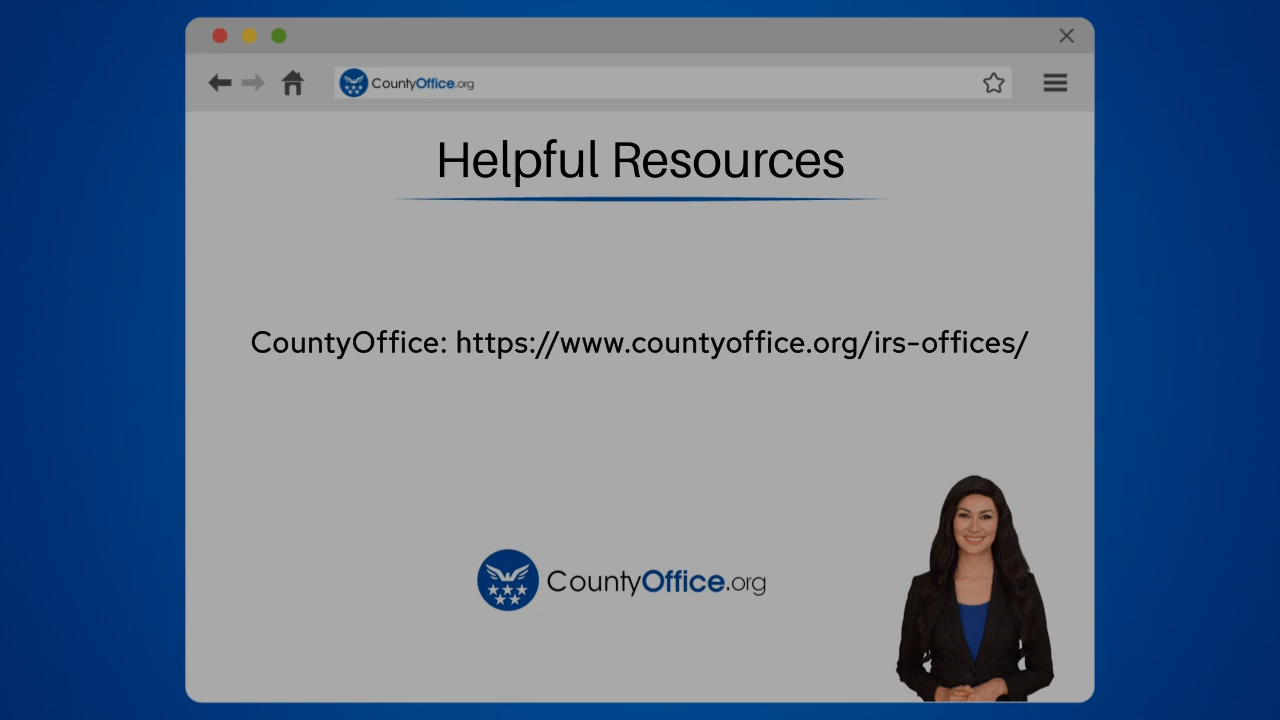 CountyOffice.org
Helpful Resources
CountyOffice: https://www.countyoffice.org/irs-offices/
CountyOffice.org